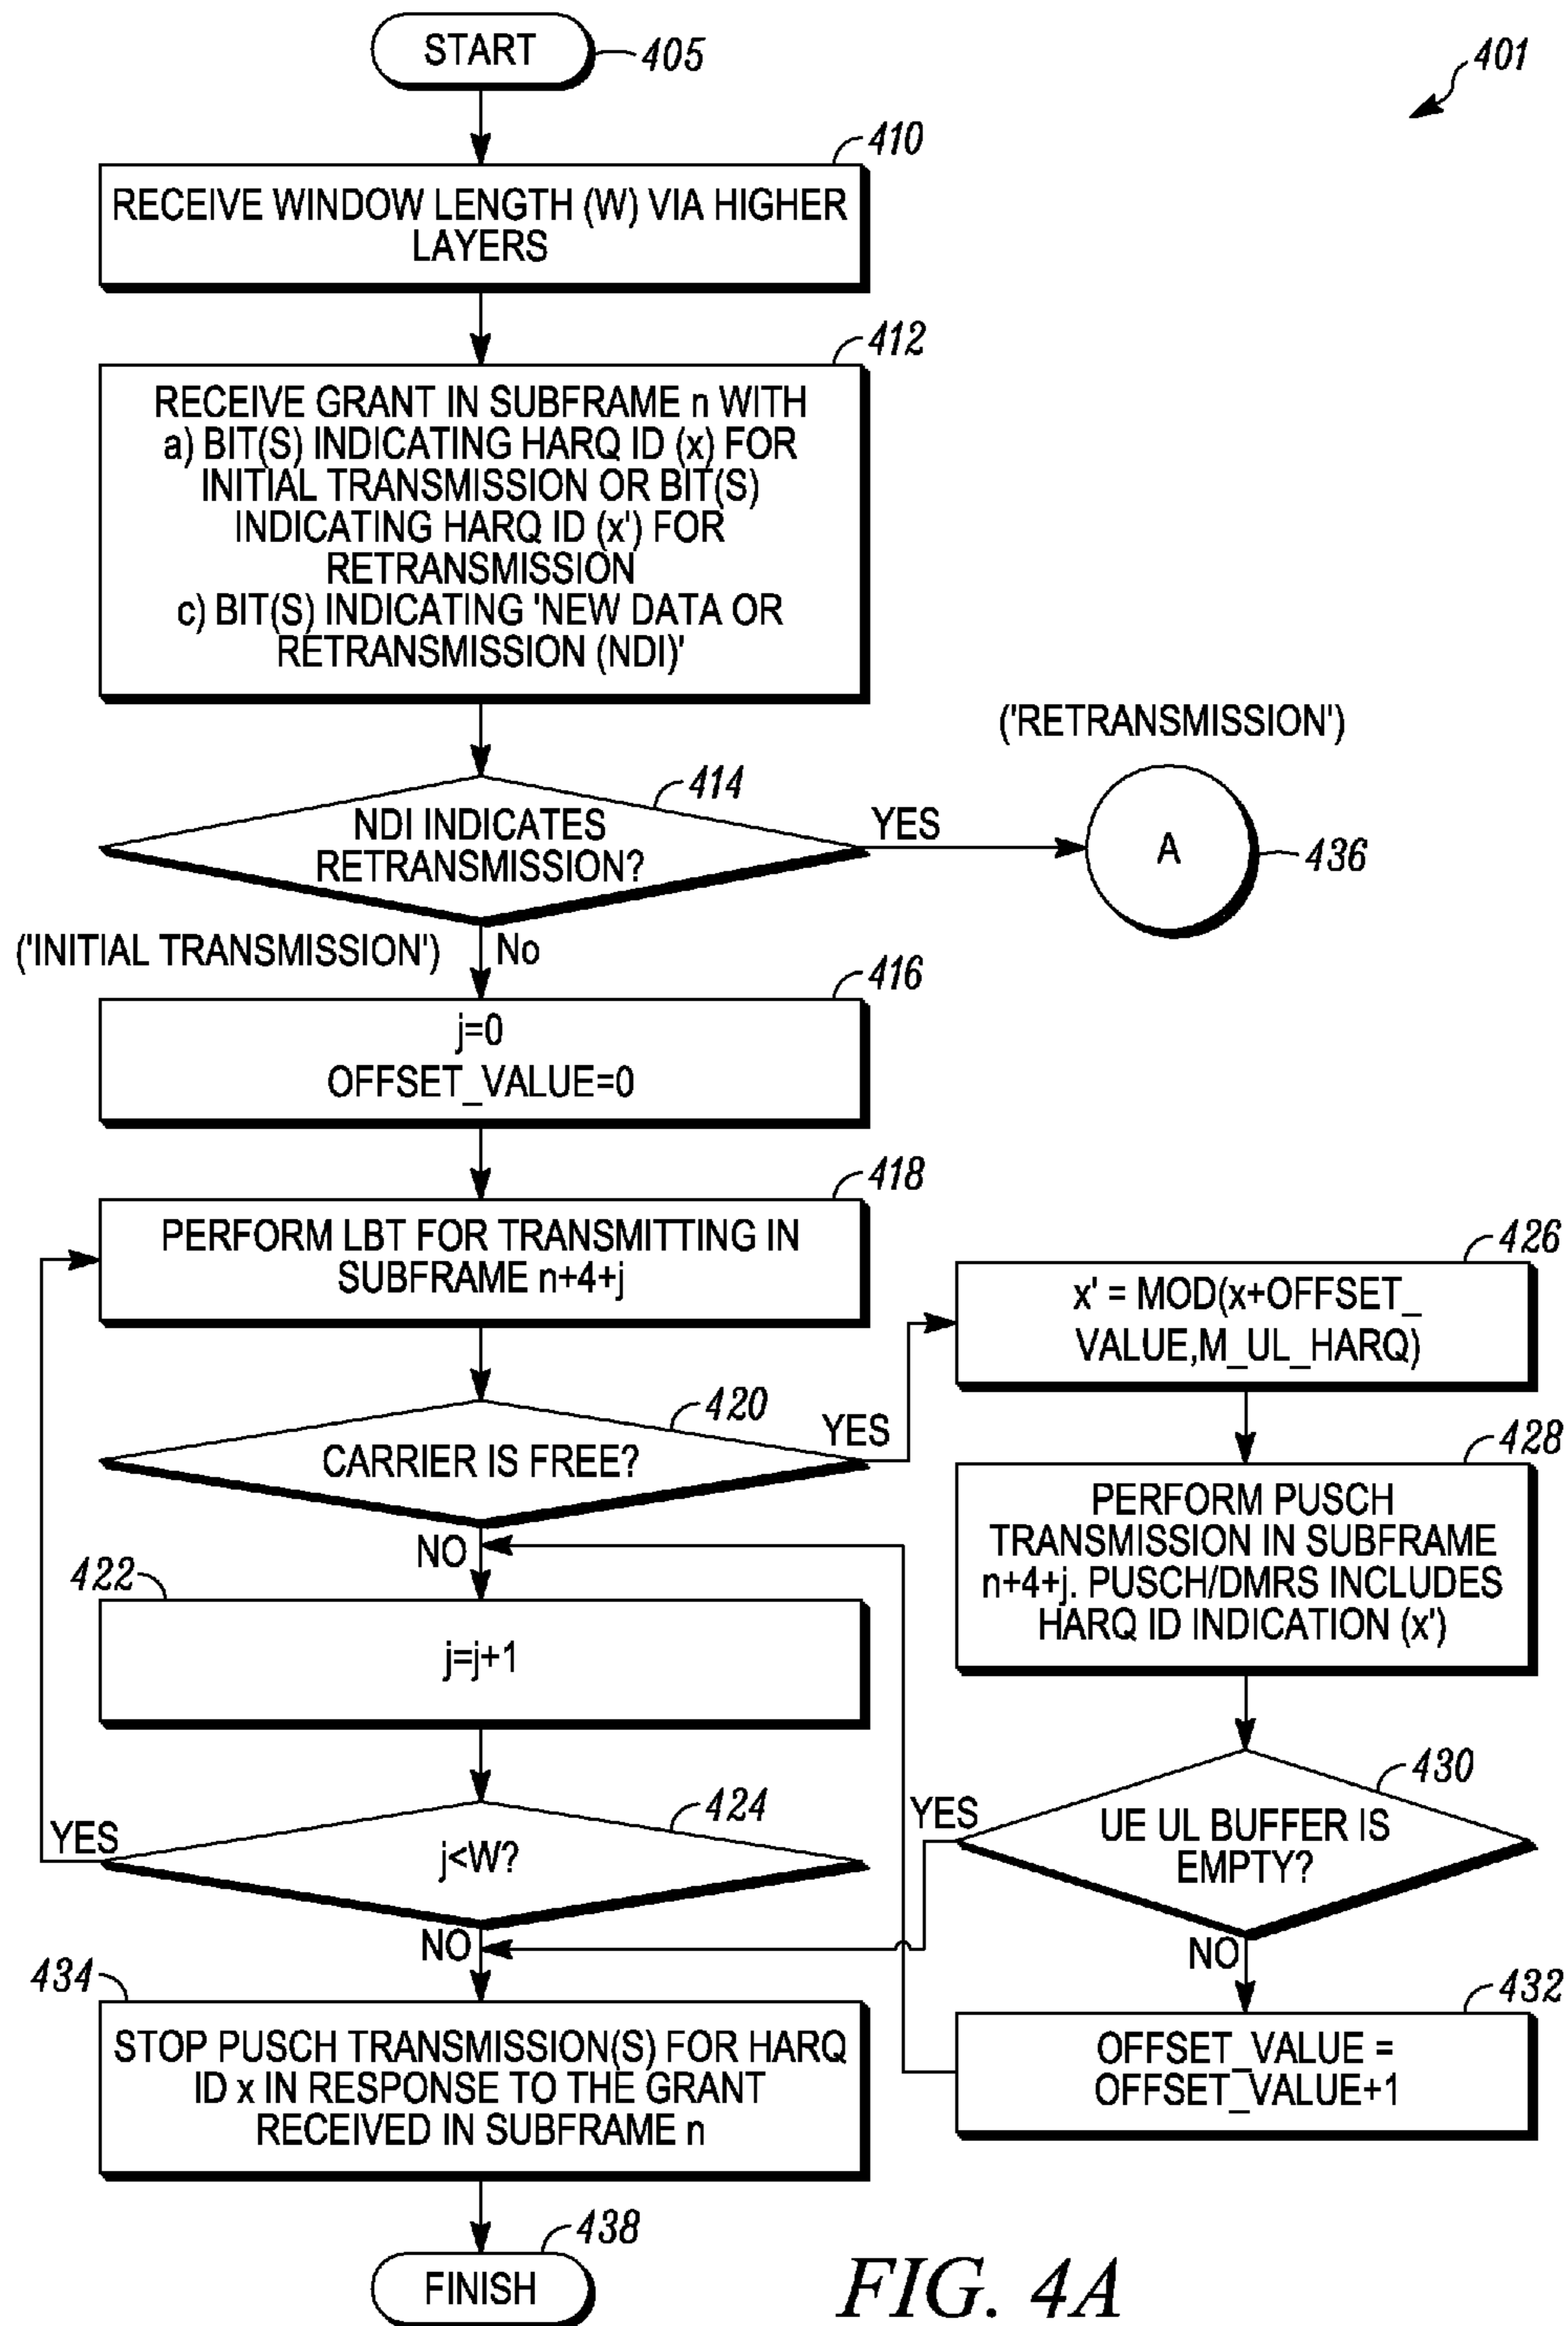 START
405
401
410
RECEIVE WINDOW LENGTH (W) VIA HIGHER
LAYERS
412
RECEIVE GRANT IN SUBFRAME n WITH
a) BIT(S) INDICATING HARQ ID (x) FOR
INITIAL TRANSMISSION OR BIT(S)
INDICATING HARQ ID (x') FOR
RETRANSMISSION
c) BIT(S) INDICATING 'NEW DATA OR
RETRANSMISSION (NDI)'
('RETRANSMISSION')
414
NDI INDICATES
RETRANSMISSION?
YES
A
436
('INITIAL TRANSMISSION')
No
416
j=0
OFFSET_VALUE=0
418
PERFORM LBT FOR TRANSMITTING IN
SUBFRAME n+4+j
420
CARRIER IS FREE?
YES
NO
426
x' = MOD(x+OFFSET_
VALUE,M_UL_HARQ)
428
PERFORM PUSCH
TRANSMISSION IN SUBFRAME
n+4+j. PUSCH/DMRS INCLUDES
HARQ ID INDICATION (x')
422
j=j+1
424
j<W?
YES
NO
430
UE UL BUFFER IS
EMPTY?
YES
NO
432
OFFSET_VALUE =
OFFSET_VALUE+1
434
STOP PUSCH TRANSMISSION(S) FOR HARQ
ID x IN RESPONSE TO THE GRANT
RECEIVED IN SUBFRAME n
438
FINISH
FIG. 4A